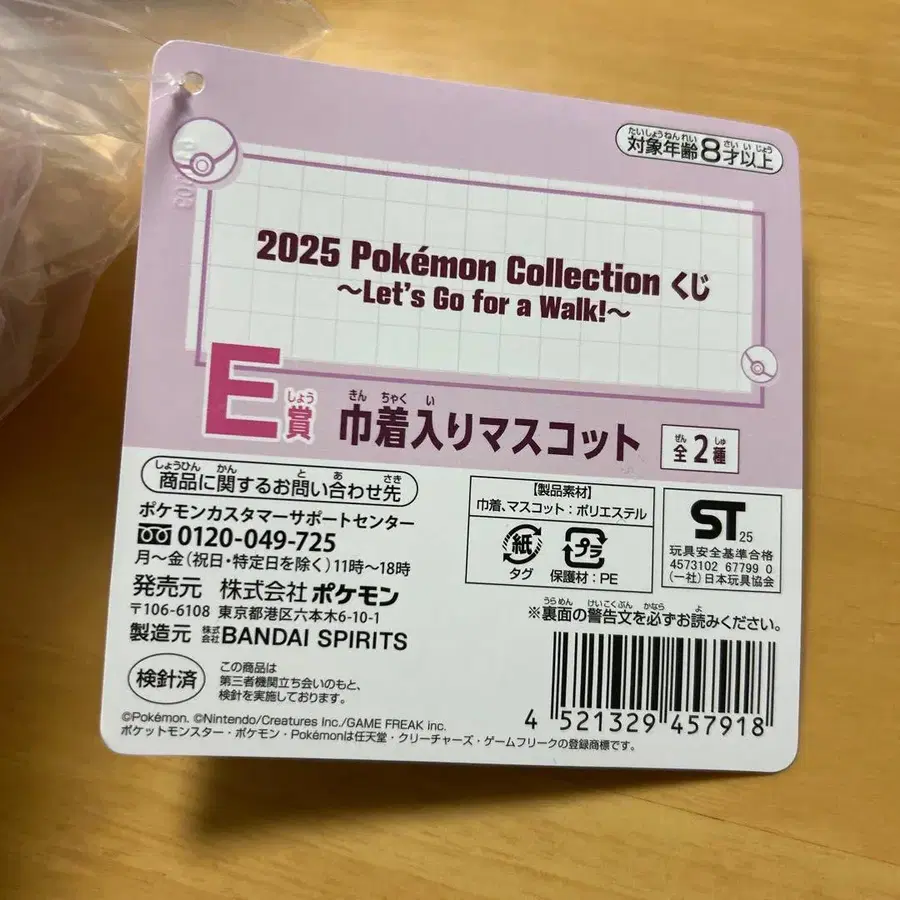 対象年齢8才以上
たいしょうねんれい さいいじょう
2025 Pokémon Collection くじ
～Let's Go for a Walk!～
E賞 巾着入りマスコット 全2種
しょう きんちゃくい ぜん しゅ
商品に関するお問い合わせ先
しょうひん かん と あ さき
ポケモンカスタマーサポートセンター
0120-049-725
月～金(祝日・特定日を除く)11時～18時
発売元 株式会社ポケモン
〒106-6108 東京都港区六本木6-10-1
製造元 株式会社BANDAI SPIRITS
検針済
この商品は
第三者機関立ち会いのもと、
検針を実施しております。
【製品素材】
巾着、マスコット：ポリエステル
紙 プラ
タグ 保護材：PE
ST 25
玩具安全基準合格
4573102 67799 0
(一社)日本玩具協会
※裏面の警告文を必ずお読みください。
うらめん けいこくぶん かなら よ
4 521329 457918
©Pokémon. ©Nintendo/Creatures Inc./GAME FREAK inc.
ポケットモンスター・ポケモン・Pokémonは任天堂・クリーチャーズ・ゲームフリークの登録商標です。